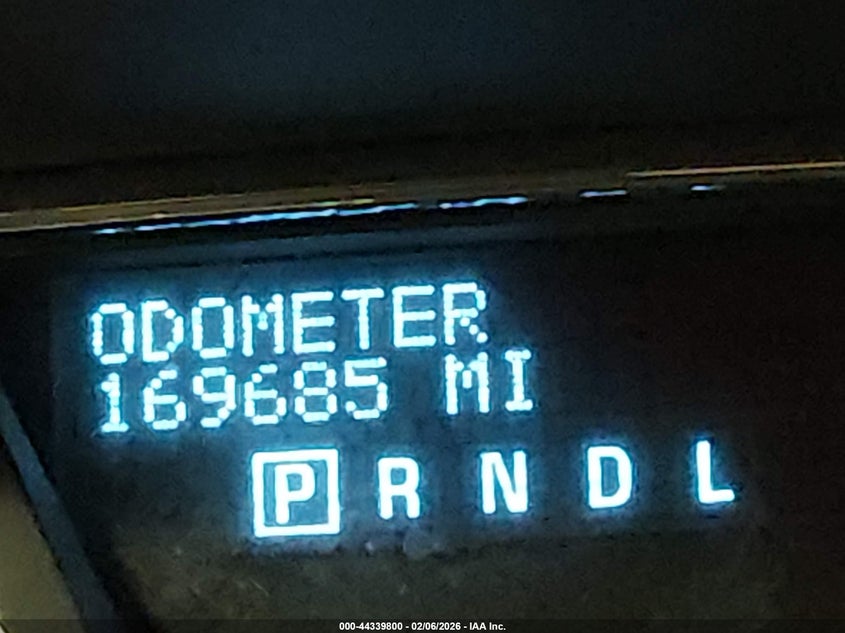 ODOMETER
169685 MI
P R N D L
000-44339800 - 02/06/2026 - IAA Inc.